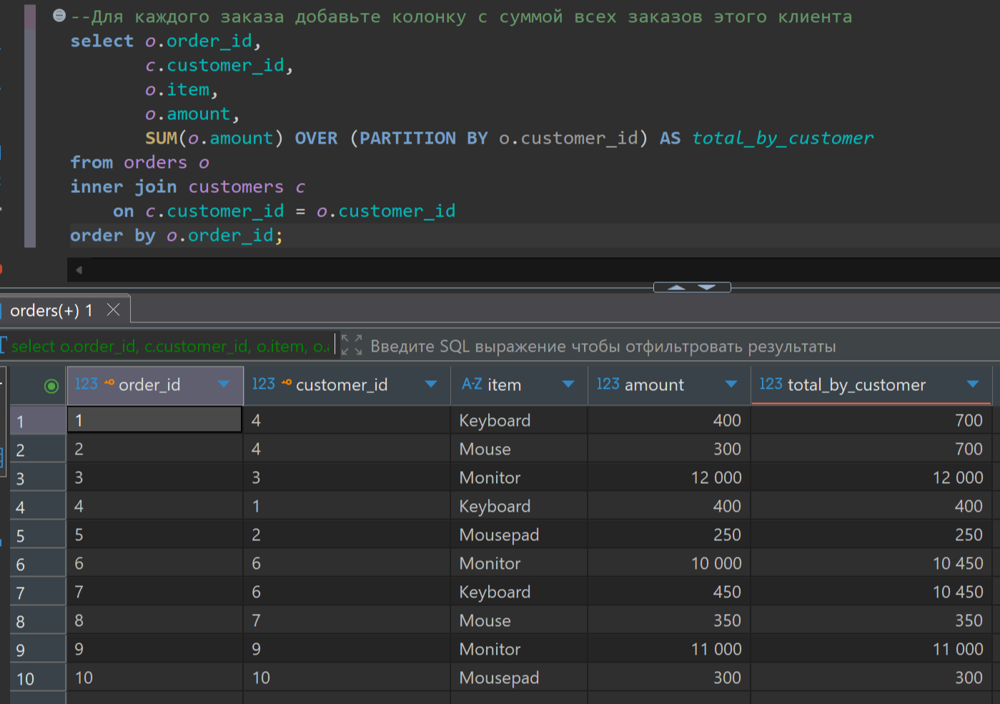 --Для каждого заказа добавьте колонку с суммой всех заказов этого клиента
select o.order_id,
c.customer_id,
o.item,
o.amount,
SUM(o.amount) OVER (PARTITION BY o.customer_id) AS total_by_customer
from orders o
inner join customers c
on c.customer_id = o.customer_id
order by o.order_id;
orders(+) 1
select o.order_id, c.customer_id, o.item, o. Введите SQL выражение чтобы отфильтровать результаты
123 order_id 123 customer_id A-Z item 123 amount 123 total_by_customer
1 1 4 Keyboard 400 700
2 2 4 Mouse 300 700
3 3 3 Monitor 12 000 12 000
4 4 1 Keyboard 400 400
5 5 2 Mousepad 250 250
6 6 6 Monitor 10 000 10 450
7 7 6 Keyboard 450 10 450
8 8 7 Mouse 350 350
9 9 9 Monitor 11 000 11 000
10 10 10 Mousepad 300 300